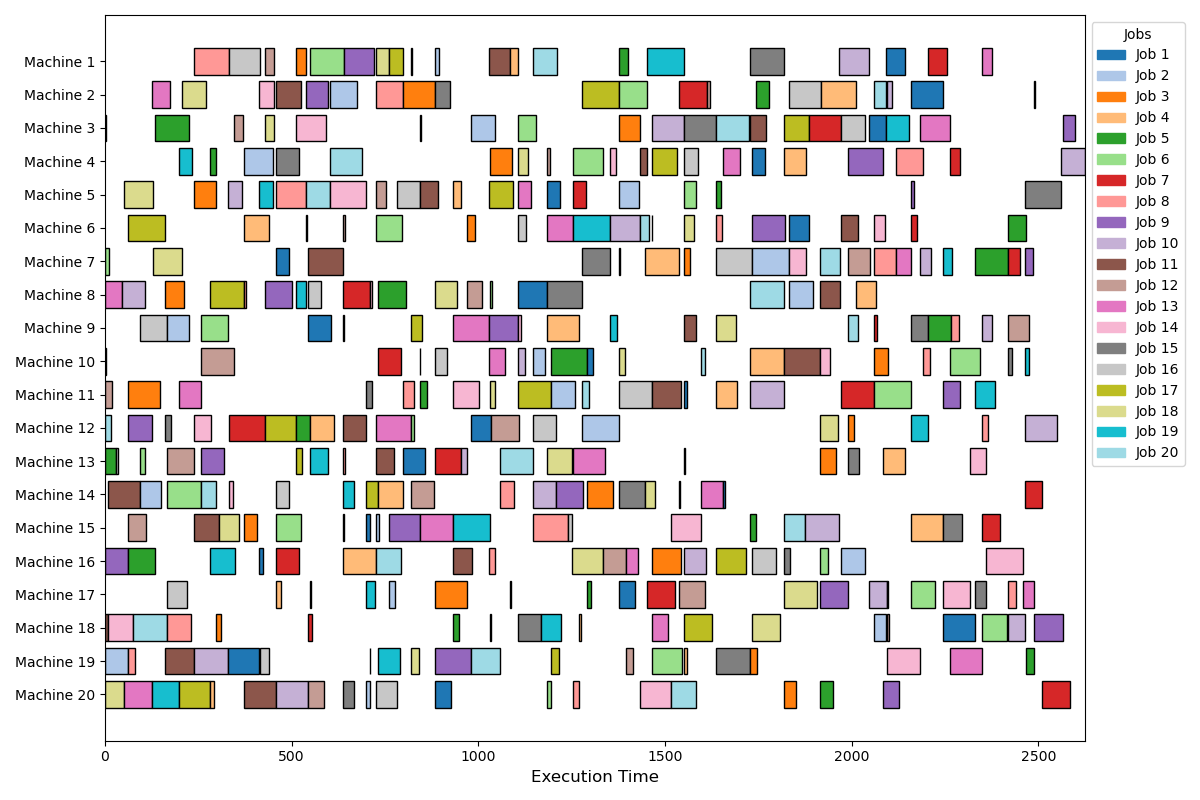 Machine 1
Machine 2
Machine 3
Machine 4
Machine 5
Machine 6
Machine 7
Machine 8
Machine 9
Machine 10
Machine 11
Machine 12
Machine 13
Machine 14
Machine 15
Machine 16
Machine 17
Machine 18
Machine 19
Machine 20
0 500 1000 1500 2000 2500
Execution Time
Jobs
Job 1
Job 2
Job 3
Job 4
Job 5
Job 6
Job 7
Job 8
Job 9
Job 10
Job 11
Job 12
Job 13
Job 14
Job 15
Job 16
Job 17
Job 18
Job 19
Job 20